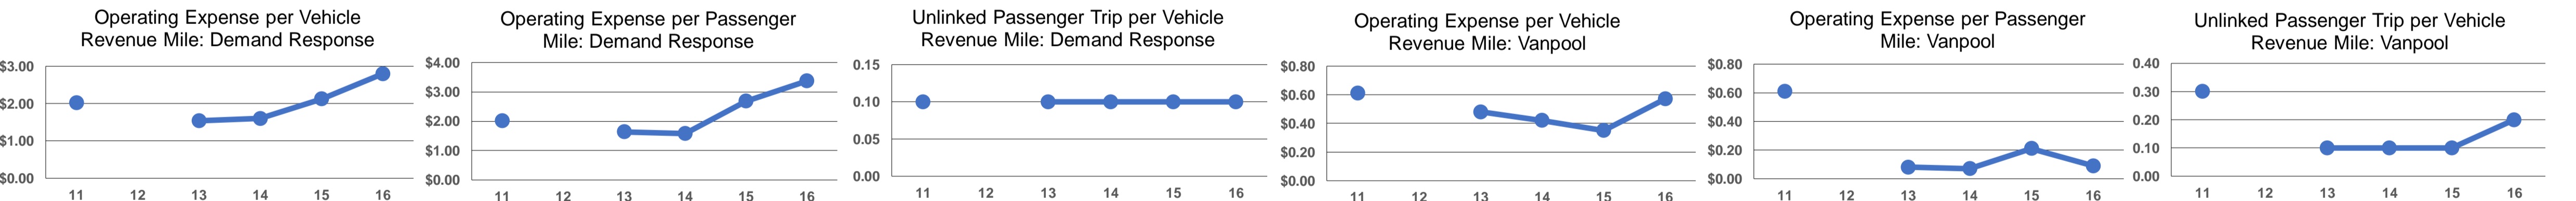 Operating Expense per Vehicle
Revenue Mile: Demand Response
$3.00
$2.00
$1.00
$0.00
11 12 13 14 15 16
Operating Expense per Passenger
Mile: Demand Response
$4.00
$3.00
$2.00
$1.00
$0.00
11 12 13 14 15 16
Unlinked Passenger Trip per Vehicle
Revenue Mile: Demand Response
0.15
0.10
0.05
0.00
11 12 13 14 15 16
Operating Expense per Vehicle
Revenue Mile: Vanpool
$0.80
$0.60
$0.40
$0.20
$0.00
11 12 13 14 15 16
Operating Expense per Passenger
Mile: Vanpool
$0.80
$0.60
$0.40
$0.20
$0.00
11 12 13 14 15 16
Unlinked Passenger Trip per Vehicle
Revenue Mile: Vanpool
0.40
0.30
0.20
0.10
0.00
11 12 13 14 15 16